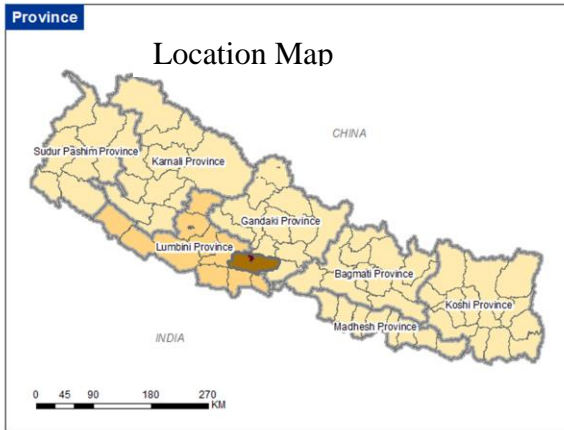 Province
Location Map
CHINA
Sudur Pashim Province
Karnali Province
Gandaki Province
Lumbini Province
Bagmati Province
Koshi Province
Madhesh Province
INDIA
0 45 90 180 270
KM